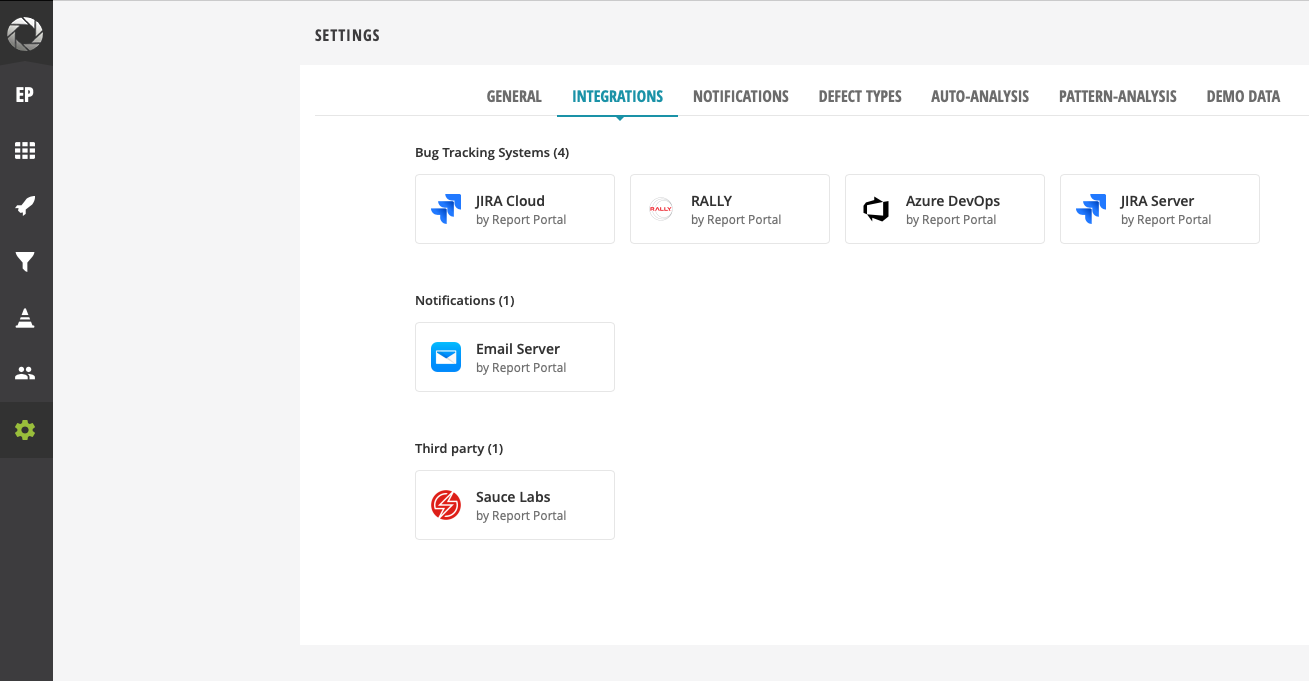 SETTINGS
EP
GENERAL INTEGRATIONS NOTIFICATIONS DEFECT TYPES AUTO-ANALYSIS PATTERN-ANALYSIS DEMO DATA
Bug Tracking Systems (4)
JIRA Cloud
by Report Portal
RALLY
RALLY
by Report Portal
Azure DevOps
by Report Portal
JIRA Server
by Report Portal
Notifications (1)
Email Server
by Report Portal
Third party (1)
Sauce Labs
by Report Portal